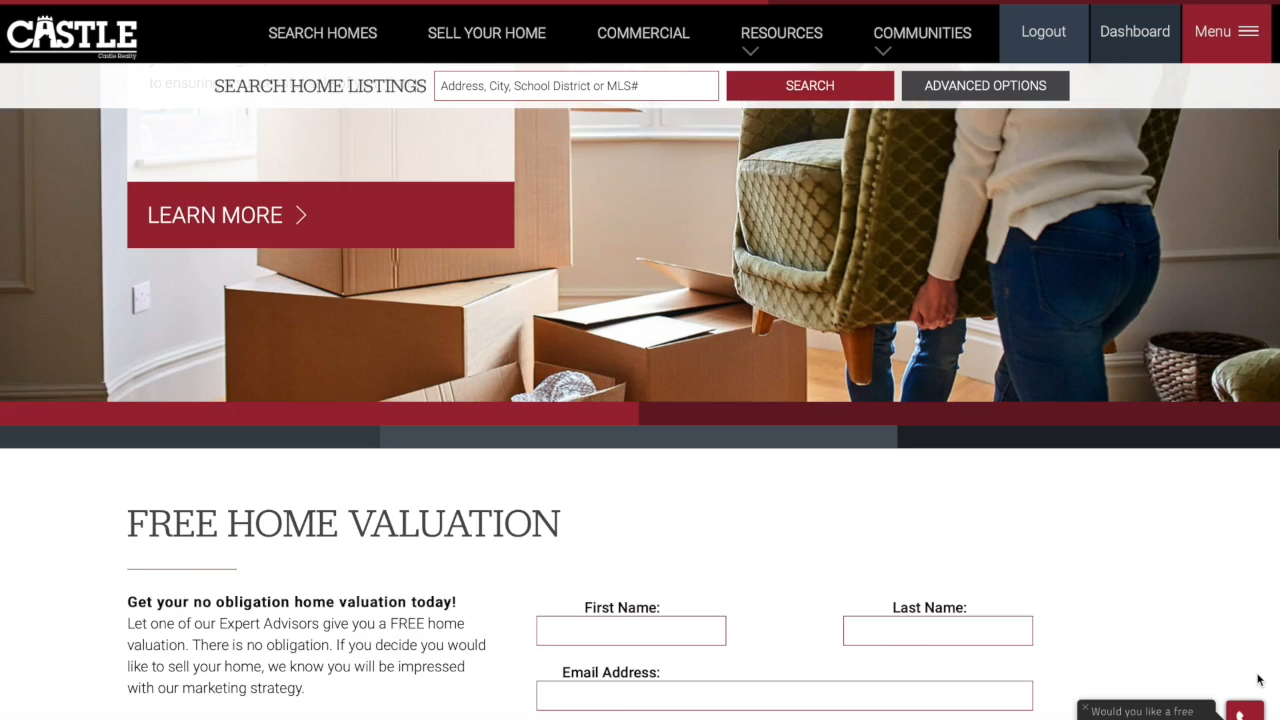 CASTLE
Castle Realty
SEARCH HOMES
SELL YOUR HOME
COMMERCIAL
RESOURCES
COMMUNITIES
Logout
Dashboard
Menu
to ensuring
SEARCH HOME LISTINGS
Address, City, School District or MLS#
SEARCH
ADVANCED OPTIONS
LEARN MORE
FREE HOME VALUATION
Get your no obligation home valuation today!
Let one of our Expert Advisors give you a FREE home
valuation. There is no obligation. If you decide you would
like to sell your home, we know you will be impressed
with our marketing strategy.
First Name:
Last Name:
Email Address:
Would you like a free